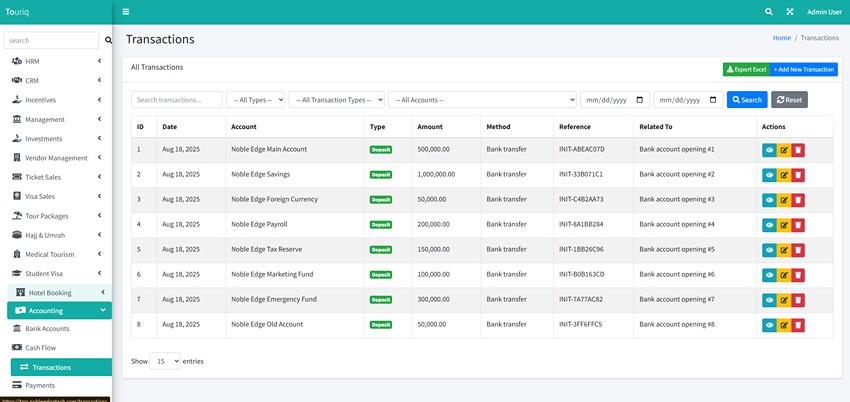 Touriq
Admin User
search
HRM
CRM
Incentives
Management
Investments
Vendor Management
Ticket Sales
Visa Sales
Tour Packages
Hajj & Umrah
Medical Tourism
Student Visa
Hotel Booking
Accounting
Bank Accounts
Cash Flow
Transactions
Payments
Transactions
Home / Transactions
All Transactions
Export Excel + Add New Transaction
Search transactions... -- All Types -- -- All Transaction Types -- -- All Accounts -- mm/dd/yyyy mm/dd/yyyy Search Reset
ID Date Account Type Amount Method Reference Related To Actions
1 Aug 18, 2025 Noble Edge Main Account Deposit 500,000.00 Bank transfer INIT-ABEAC07D Bank account opening #1
2 Aug 18, 2025 Noble Edge Savings Deposit 1,000,000.00 Bank transfer INIT-33B071C1 Bank account opening #2
3 Aug 18, 2025 Noble Edge Foreign Currency Deposit 50,000.00 Bank transfer INIT-C4B2AA73 Bank account opening #3
4 Aug 18, 2025 Noble Edge Payroll Deposit 200,000.00 Bank transfer INIT-8A1BB284 Bank account opening #4
5 Aug 18, 2025 Noble Edge Tax Reserve Deposit 150,000.00 Bank transfer INIT-1BB26C96 Bank account opening #5
6 Aug 18, 2025 Noble Edge Marketing Fund Deposit 100,000.00 Bank transfer INIT-B0B163CD Bank account opening #6
7 Aug 18, 2025 Noble Edge Emergency Fund Deposit 300,000.00 Bank transfer INIT-7A77AC82 Bank account opening #7
8 Aug 18, 2025 Noble Edge Old Account Deposit 50,000.00 Bank transfer INIT-3FF6FFC5 Bank account opening #8
Show 15 entries